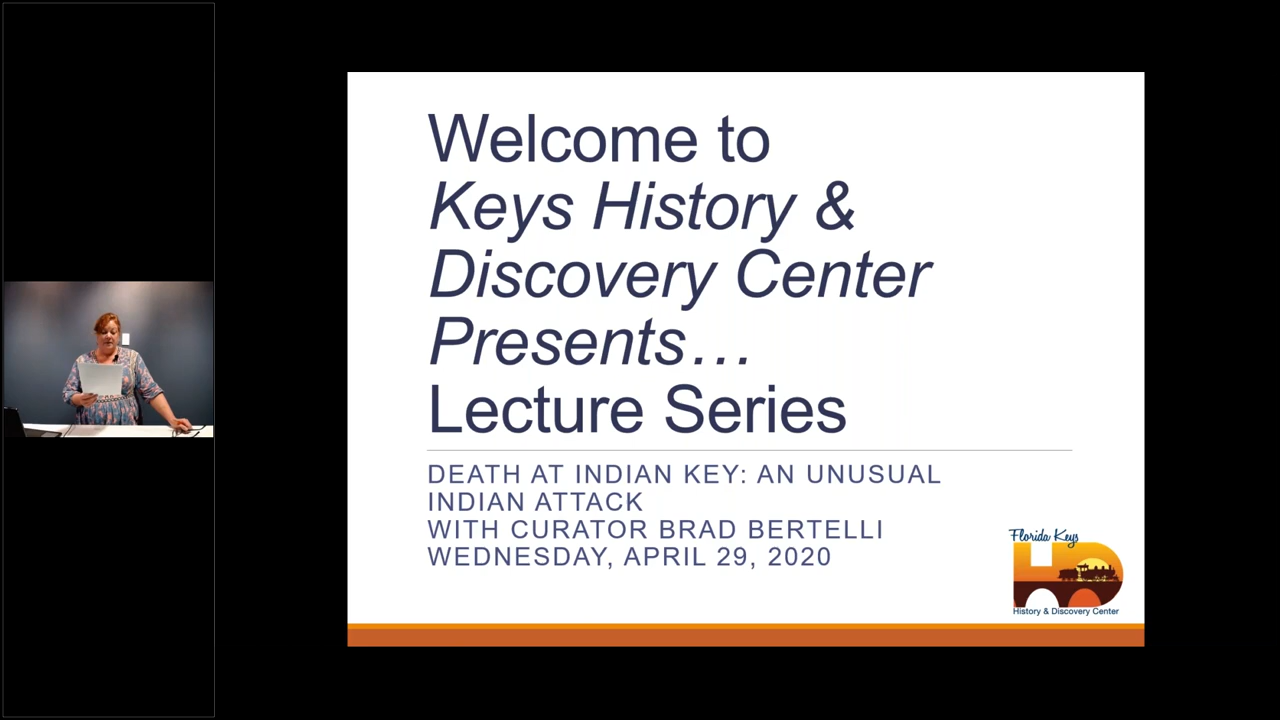 Welcome to
Keys History &
Discovery Center
Presents…
Lecture Series
DEATH AT INDIAN KEY: AN UNUSUAL
INDIAN ATTACK
WITH CURATOR BRAD BERTELLI
WEDNESDAY, APRIL 29, 2020
Florida Keys
HD
History & Discovery Center